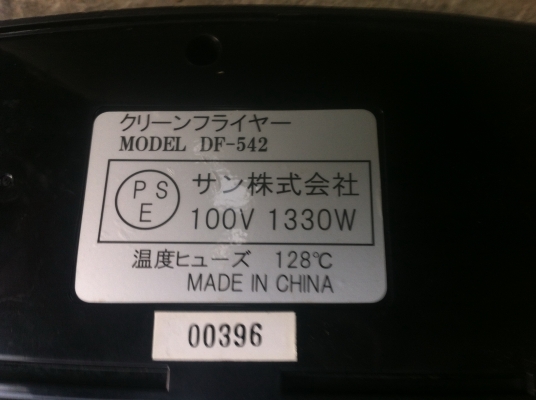 クリーンフライヤー
MODEL DF-542
PSE
サン株式会社
100V 1330W
温度ヒューズ 128℃
MADE IN CHINA
00396